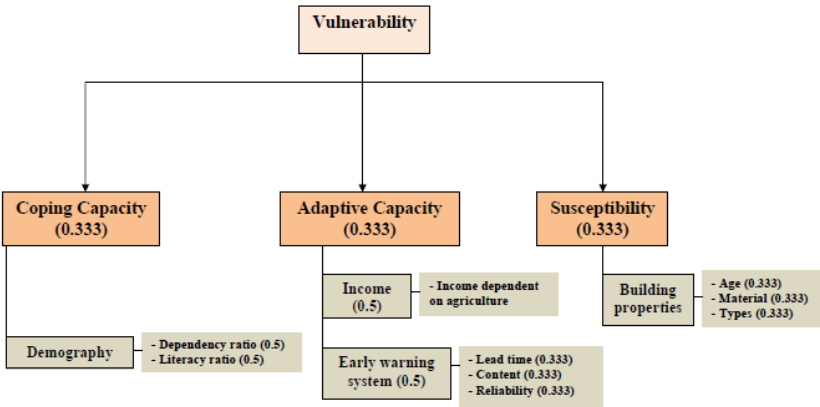 Vulnerability
Coping Capacity
(0.333)
Adaptive Capacity
(0.333)
Susceptibility
(0.333)
Income
(0.5)
- Income dependent
on agriculture
Building
properties
- Age (0.333)
- Material (0.333)
- Types (0.333)
Demography
- Dependency ratio (0.5)
- Literacy ratio (0.5)
Early warning
system (0.5)
- Lead time (0.333)
- Content (0.333)
- Reliability (0.333)